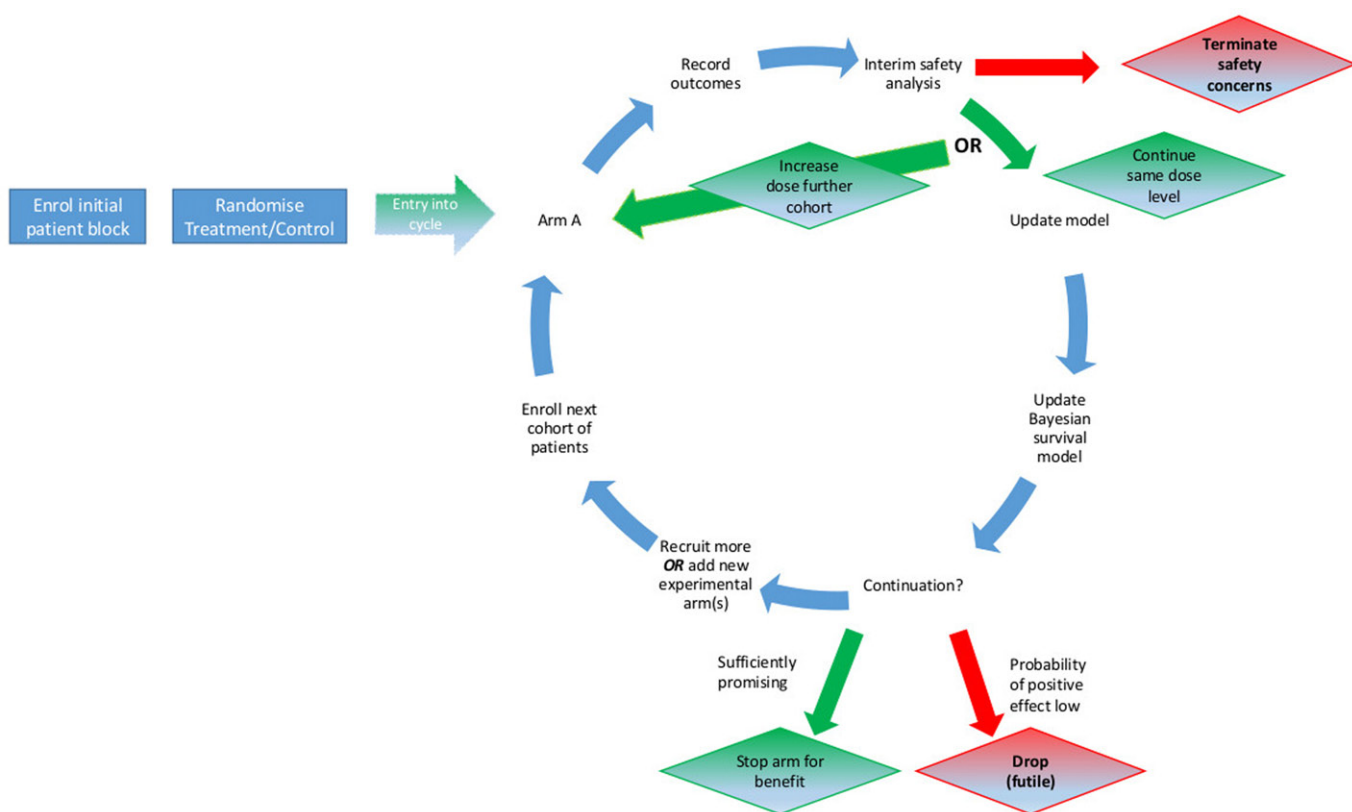 Record
outcomes
Interim safety
analysis
Terminate
safety
concerns
OR
Increase
dose further
cohort
Continue
same dose
level
Enrol initial
patient block
Randomise
Treatment/Control
Entry into
cycle
Arm A
Update model
Enroll next
cohort of
patients
Update
Bayesian
survival
model
Recruit more
OR add new
experimental
arm(s)
Continuation?
Sufficiently
promising
Probability
of positive
effect low
Stop arm for
benefit
Drop
(futile)